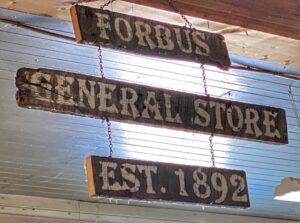 FORBUS
GENERAL STORE
EST. 1892